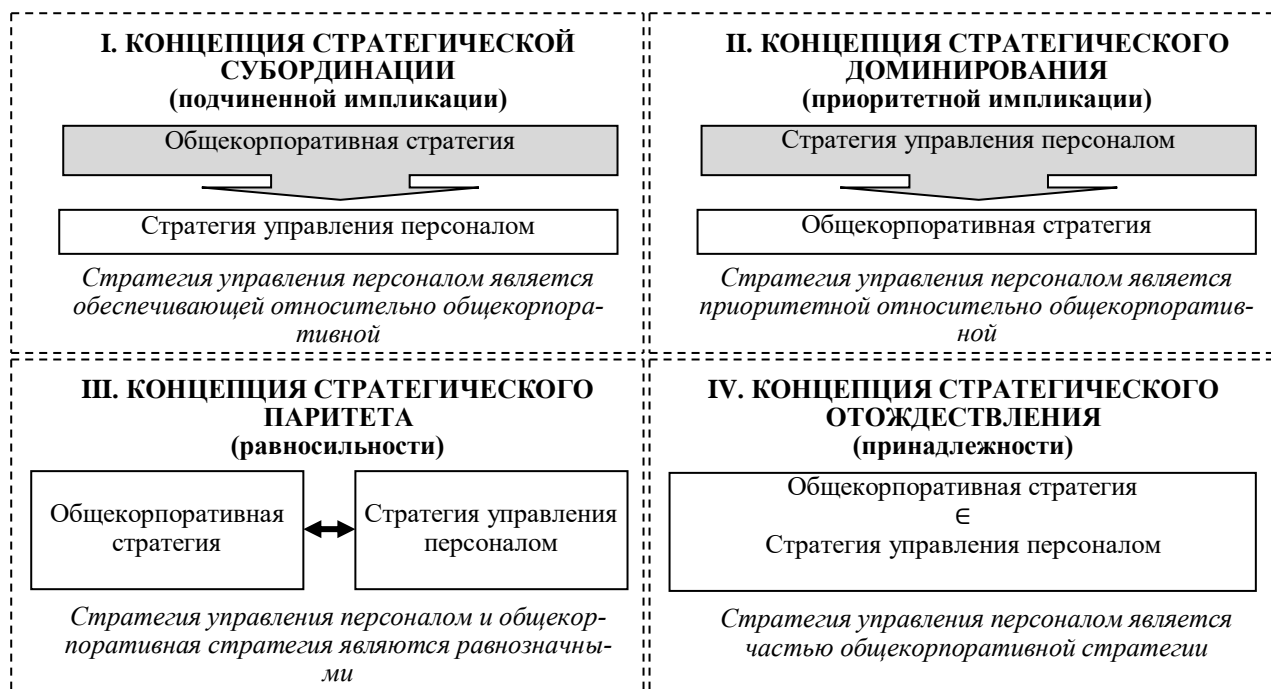 I. КОНЦЕПЦИЯ СТРАТЕГИЧЕСКОЙ
СУБОРДИНАЦИИ
(подчиненной импликации)
Общекорпоративная стратегия
Стратегия управления персоналом
Стратегия управления персоналом является
обеспечивающей относительно общекорпора-
тивной
II. КОНЦЕПЦИЯ СТРАТЕГИЧЕСКОГО
ДОМИНИРОВАНИЯ
(приоритетной импликации)
Стратегия управления персоналом
Общекорпоративная стратегия
Стратегия управления персоналом является
приоритетной относительно общекорпоратив-
ной
III. КОНЦЕПЦИЯ СТРАТЕГИЧЕСКОГО
ПАРИТЕТА
(равносильности)
Общекорпоративная
стратегия
Стратегия управления
персоналом
Стратегия управления персоналом и общекор-
поративная стратегия являются равнозначны-
ми
IV. КОНЦЕПЦИЯ СТРАТЕГИЧЕСКОГО
ОТОЖДЕСТВЛЕНИЯ
(принадлежности)
Общекорпоративная стратегия
∈
Стратегия управления персоналом
Стратегия управления персоналом является
частью общекорпоративной стратегии